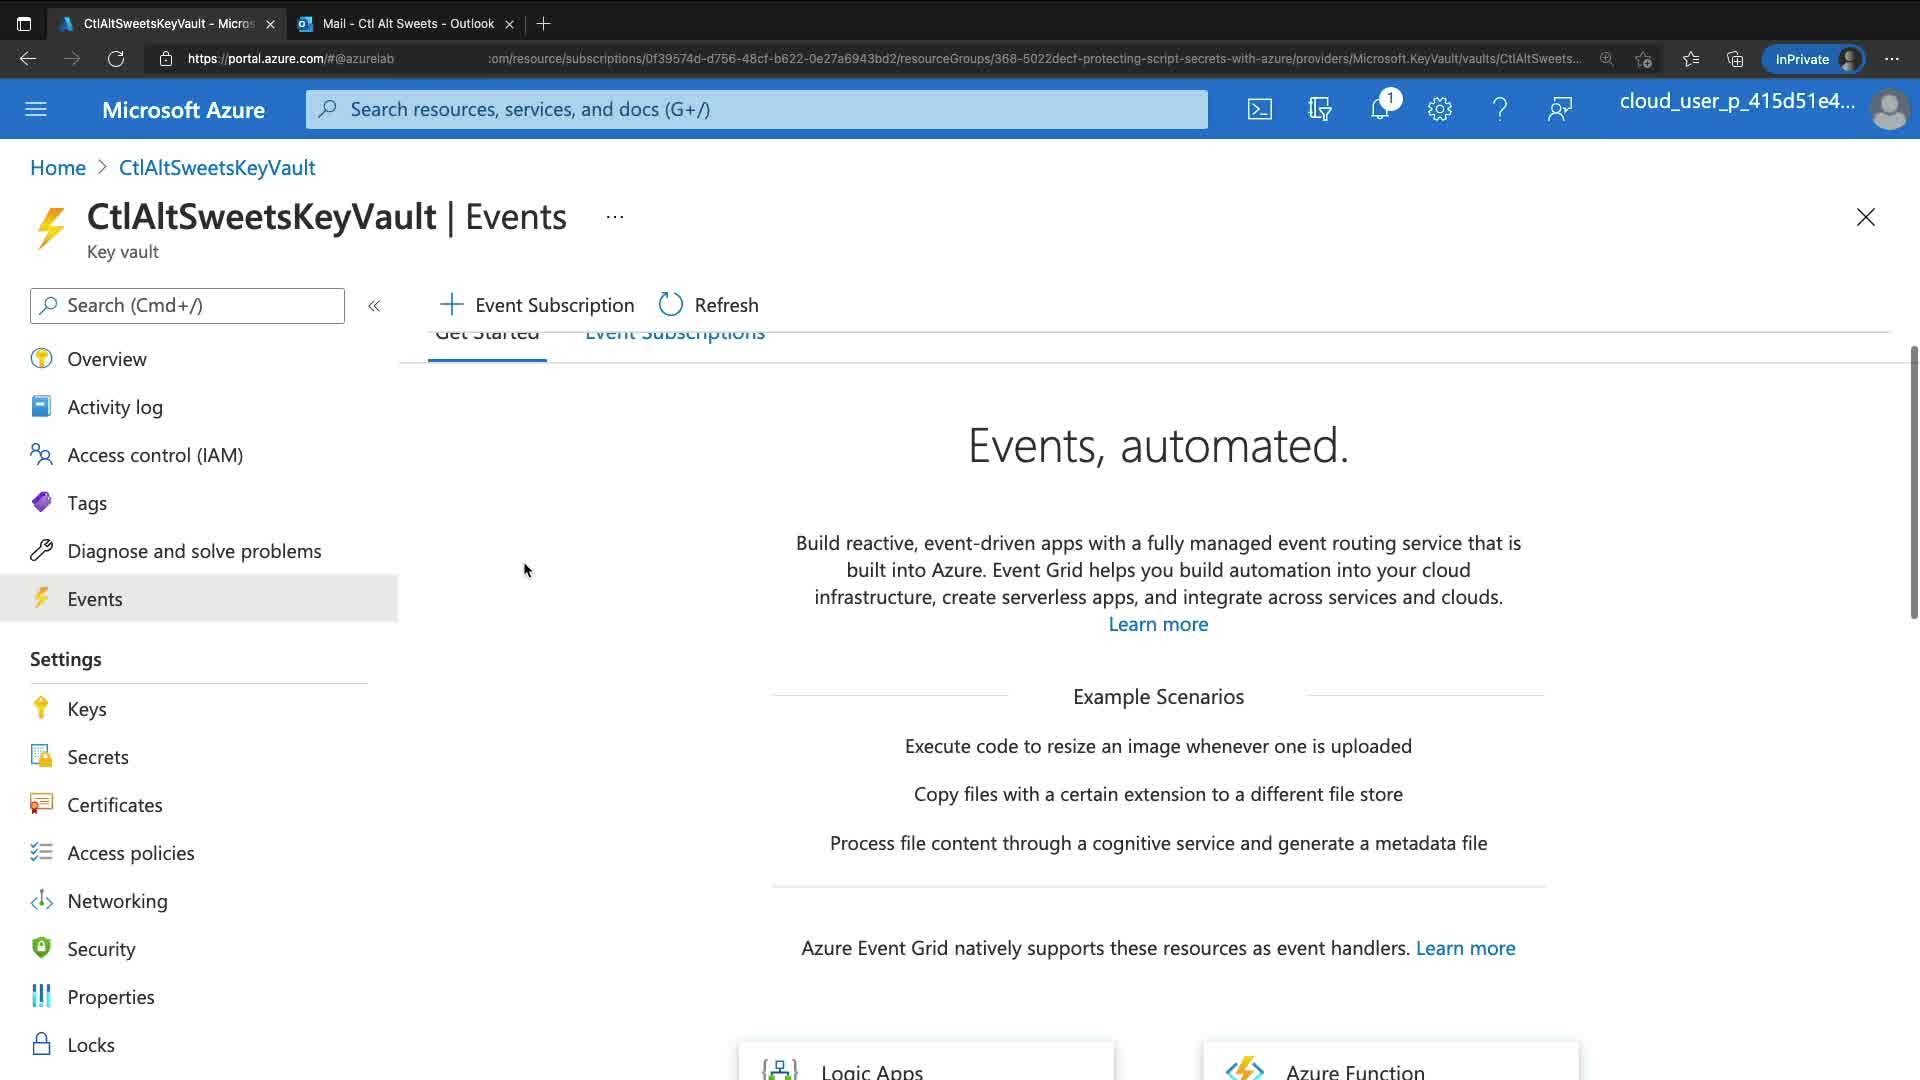 CtlAltSweetsKeyVault - Micros
Mail - Ctl Alt Sweets - Outlook
https://portal.azure.com/#@azurelab
:om/resource/subscriptions/0f39574d-d756-48cf-b622-0e27a6943bd2/resourceGroups/368-5022decf-protecting-script-secrets-with-azure/providers/Microsoft.KeyVault/vaults/CtlAltSweets...
InPrivate
Microsoft Azure
Search resources, services, and docs (G+/)
1
cloud_user_p_415d51e4...
Home > CtlAltSweetsKeyVault
CtlAltSweetsKeyVault | Events ...
Key vault
Search (Cmd+/)
«
Event Subscription
Refresh
Get Started
Event Subscriptions
Overview
Activity log
Access control (IAM)
Tags
Diagnose and solve problems
Events
Settings
Keys
Secrets
Certificates
Access policies
Networking
Security
Properties
Locks
Events, automated.
Build reactive, event-driven apps with a fully managed event routing service that is
built into Azure. Event Grid helps you build automation into your cloud
infrastructure, create serverless apps, and integrate across services and clouds.
Learn more
Example Scenarios
Execute code to resize an image whenever one is uploaded
Copy files with a certain extension to a different file store
Process file content through a cognitive service and generate a metadata file
Azure Event Grid natively supports these resources as event handlers. Learn more
Logic Apps
Azure Function